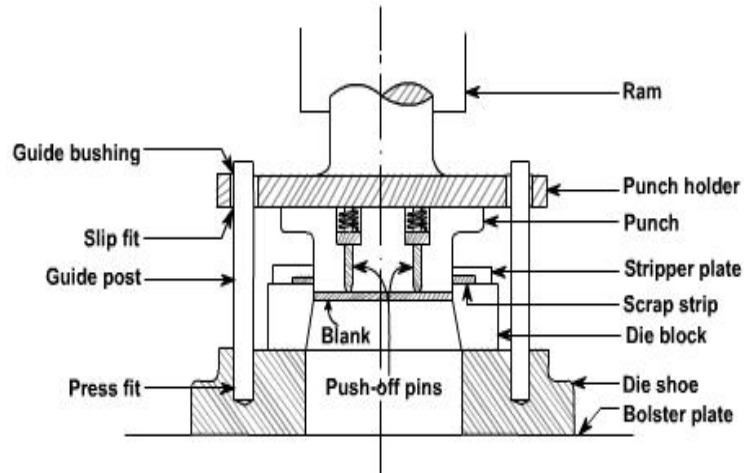 Ram
Guide bushing
Punch holder
Slip fit
Punch
Guide post
Stripper plate
Scrap strip
Blank
Die block
Press fit
Push-off pins
Die shoe
Bolster plate